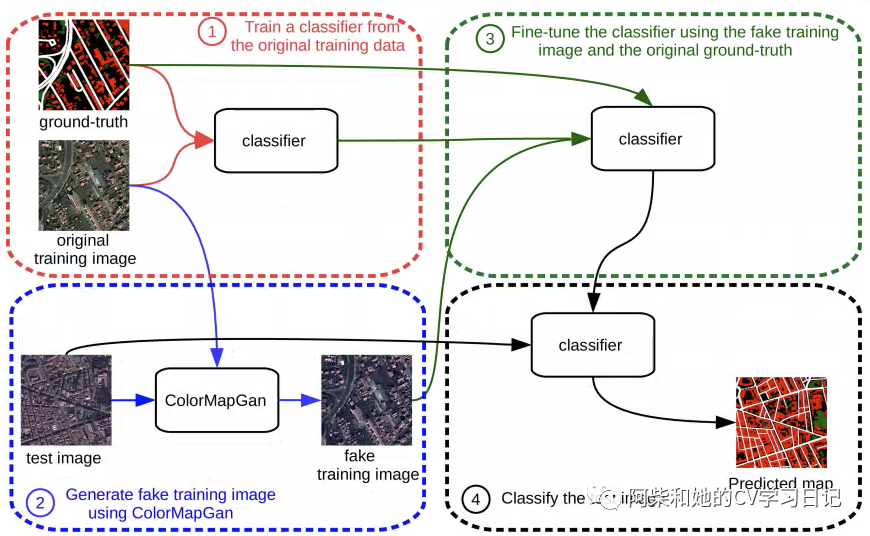 1
Train a classifier from
the original training data
ground-truth
classifier
original
training image
3
Fine-tune the classifier using the fake training
image and the original ground-truth
classifier
test image
ColorMapGan
fake
training image
2
Generate fake training image
using ColorMapGan
classifier
Predicted map
4
Classify the
阿柴和她的CV学习日记